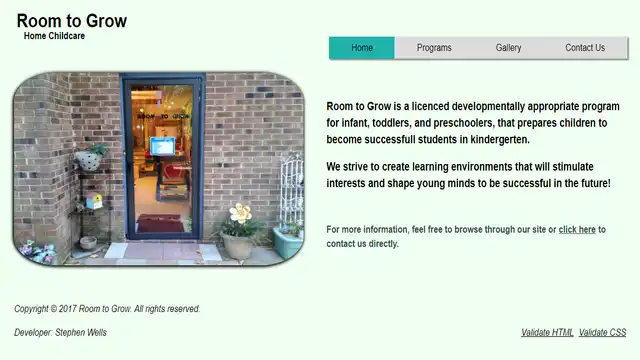 Room to Grow
Home Childcare
Home Programs Gallery Contact Us
ROOM TO GROW
Room to Grow is a licenced developmentally appropriate program
for infant, toddlers, and preschoolers, that prepares children to
become successfull students in kindergerten.
We strive to create learning environments that will stimulate
interests and shape young minds to be successful in the future!
For more information, feel free to browse through our site or click here to
contact us directly.
Copyright © 2017 Room to Grow. All rights reserved.
Developer: Stephen Wells
Validate HTML Validate CSS